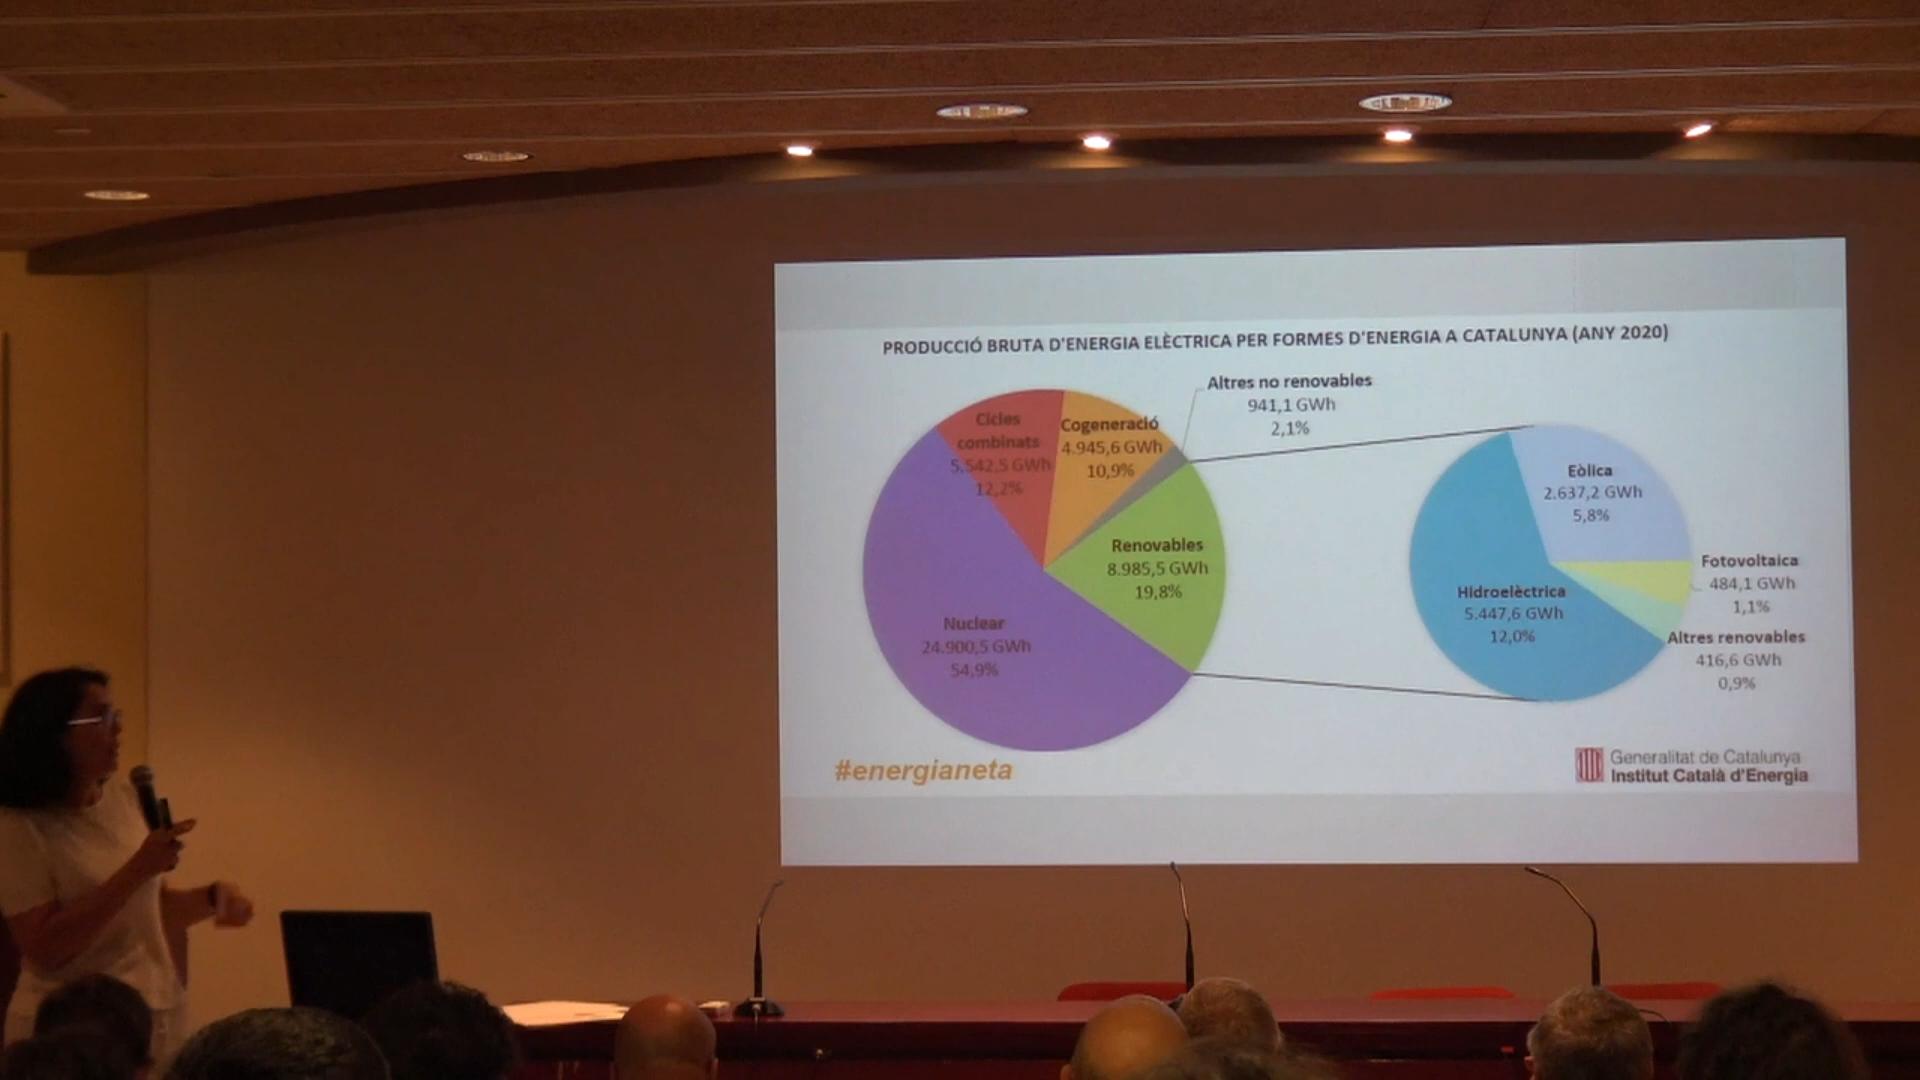 PRODUCCIÓ BRUTA D'ENERGIA ELÈCTRICA PER FORMES D'ENERGIA A CATALUNYA (ANY 2020)
Altres no renovables
941,1 GWh
2,1%
Cicles
combinats
5.542,5 GWh
12,2%
Cogeneració
4.945,6 GWh
10,9%
Renovables
8.985,5 GWh
19,8%
Nuclear
24.900,5 GWh
54,9%
Eòlica
2.637,2 GWh
5,8%
Fotovoltaica
484,1 GWh
1,1%
Hidroelèctrica
5.447,6 GWh
12,0%
Altres renovables
416,6 GWh
0,9%
#energianeta
Generalitat de Catalunya
Institut Català d'Energia